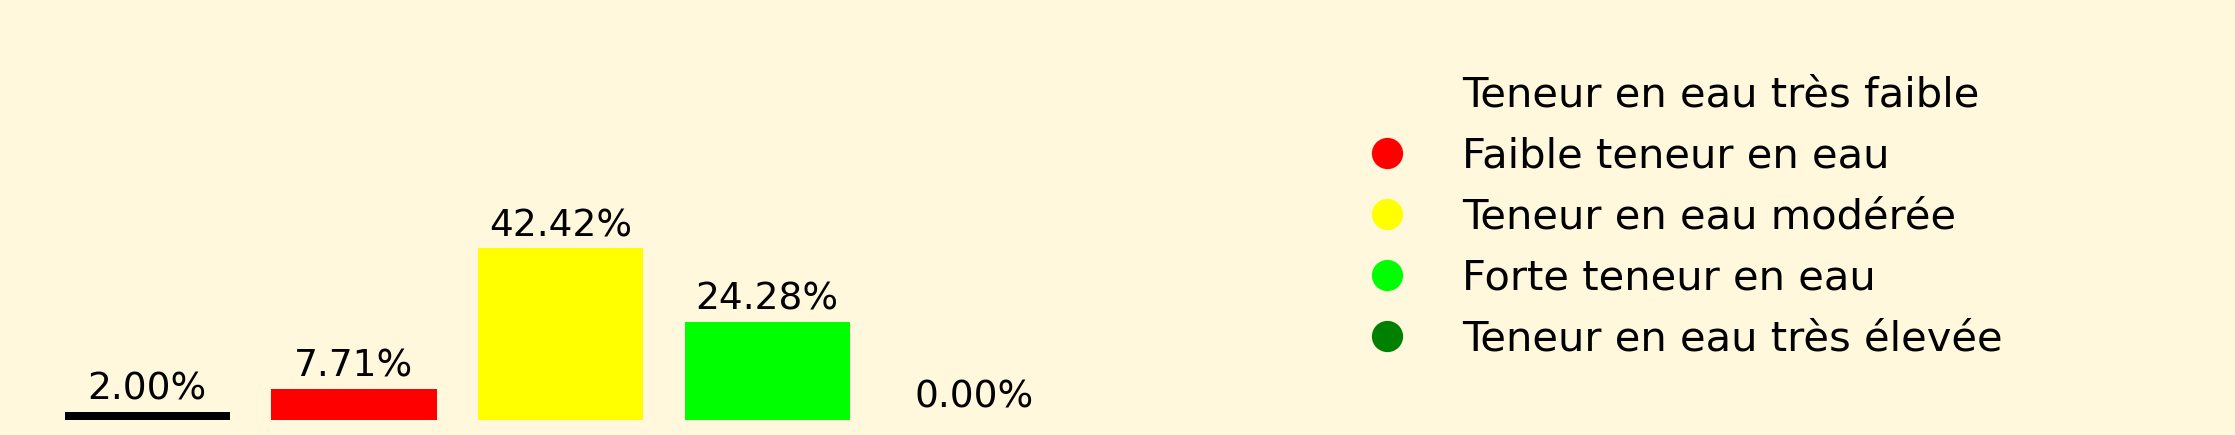 2.00%
7.71%
42.42%
24.28%
0.00%
Teneur en eau très faible
Faible teneur en eau
Teneur en eau modérée
Forte teneur en eau
Teneur en eau très élevée